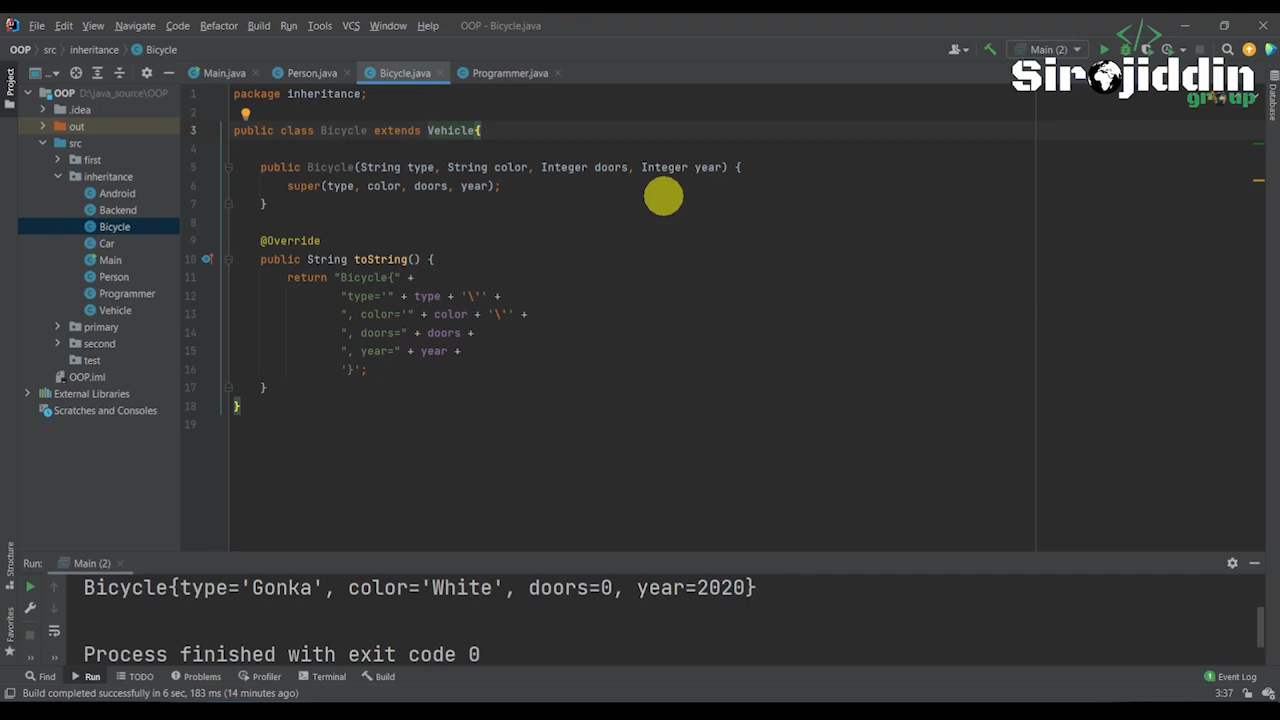 File Edit View Navigate Code Refactor Build Run Tools VCS Window Help OOP - Bicycle.java
OOP src inheritance Bicycle Main (2)
Sirojiddin
group
Project ... Main.java Person.java Bicycle.java Programmer.java
Database
OOP D:\java_source\OOP
.idea
out
src
first
inheritance
Android
Backend
Bicycle
Car
Main
Person
Programmer
Vehicle
primary
second
test
OOP.iml
External Libraries
Scratches and Consoles
1 package inheritance;
2
3 public class Bicycle extends Vehicle{
4
5 public Bicycle(String type, String color, Integer doors, Integer year) {
6 super(type, color, doors, year);
7 }
8
9 @Override
10 public String toString() {
11 return "Bicycle{" +
12 "type='" + type + '\'' +
13 ", color='" + color + '\'' +
14 ", doors=" + doors +
15 ", year=" + year +
16 '}';
17 }
18 }
19
Structure
Favorites
Run: Main (2)
Bicycle{type='Gonka', color='White', doors=0, year=2020}
Process finished with exit code 0
Find Run TODO Problems Profiler Terminal Build 1 Event Log
Build completed successfully in 6 sec, 183 ms (14 minutes ago) 3:37